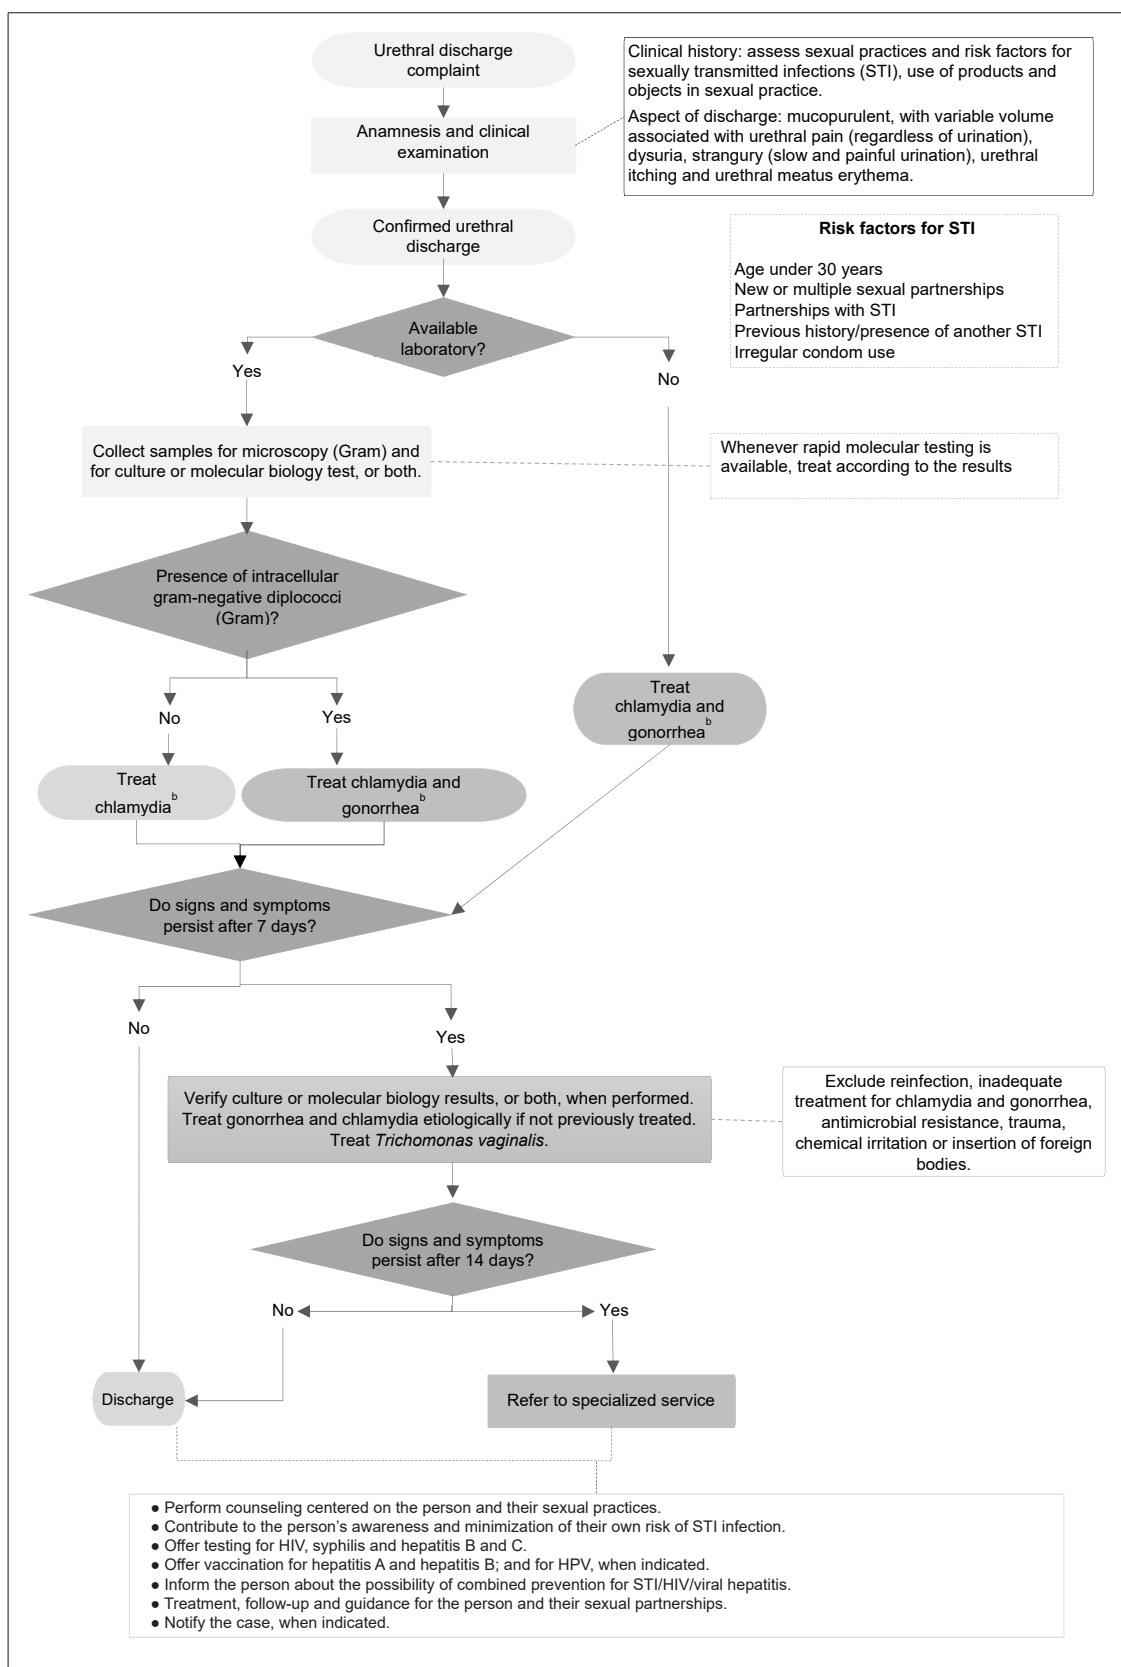 Urethral discharge
complaint
Clinical history: assess sexual practices and risk factors for
sexually transmitted infections (STI), use of products and
objects in sexual practice.
Aspect of discharge: mucopurulent, with variable volume
associated with urethral pain (regardless of urination),
dysuria, strangury (slow and painful urination), urethral
itching and urethral meatus erythema.
Anamnesis and clinical
examination
Confirmed urethral
discharge
Risk factors for STI
Age under 30 years
New or multiple sexual partnerships
Partnerships with STI
Previous history/presence of another STI
Irregular condom use
Available
laboratory?
Yes
No
Collect samples for microscopy (Gram) and
for culture or molecular biology test, or both.
Whenever rapid molecular testing is
available, treat according to the results
Presence of intracellular
gram-negative diplococci
(Gram)?
No
Yes
Treat
chlamydia and
gonorrhea b
Treat
chlamydia b
Treat chlamydia and
gonorrhea b
Do signs and symptoms
persist after 7 days?
No
Yes
Verify culture or molecular biology results, or both, when performed.
Treat gonorrhea and chlamydia etiologically if not previously treated.
Treat Trichomonas vaginalis.
Exclude reinfection, inadequate
treatment for chlamydia and gonorrhea,
antimicrobial resistance, trauma,
chemical irritation or insertion of foreign
bodies.
Do signs and symptoms
persist after 14 days?
No
Yes
Discharge
Refer to specialized service
● Perform counseling centered on the person and their sexual practices.
● Contribute to the person's awareness and minimization of their own risk of STI infection.
● Offer testing for HIV, syphilis and hepatitis B and C.
● Offer vaccination for hepatitis A and hepatitis B; and for HPV, when indicated.
● Inform the person about the possibility of combined prevention for STI/HIV/viral hepatitis.
● Treatment, follow-up and guidance for the person and their sexual partnerships.
● Notify the case, when indicated.